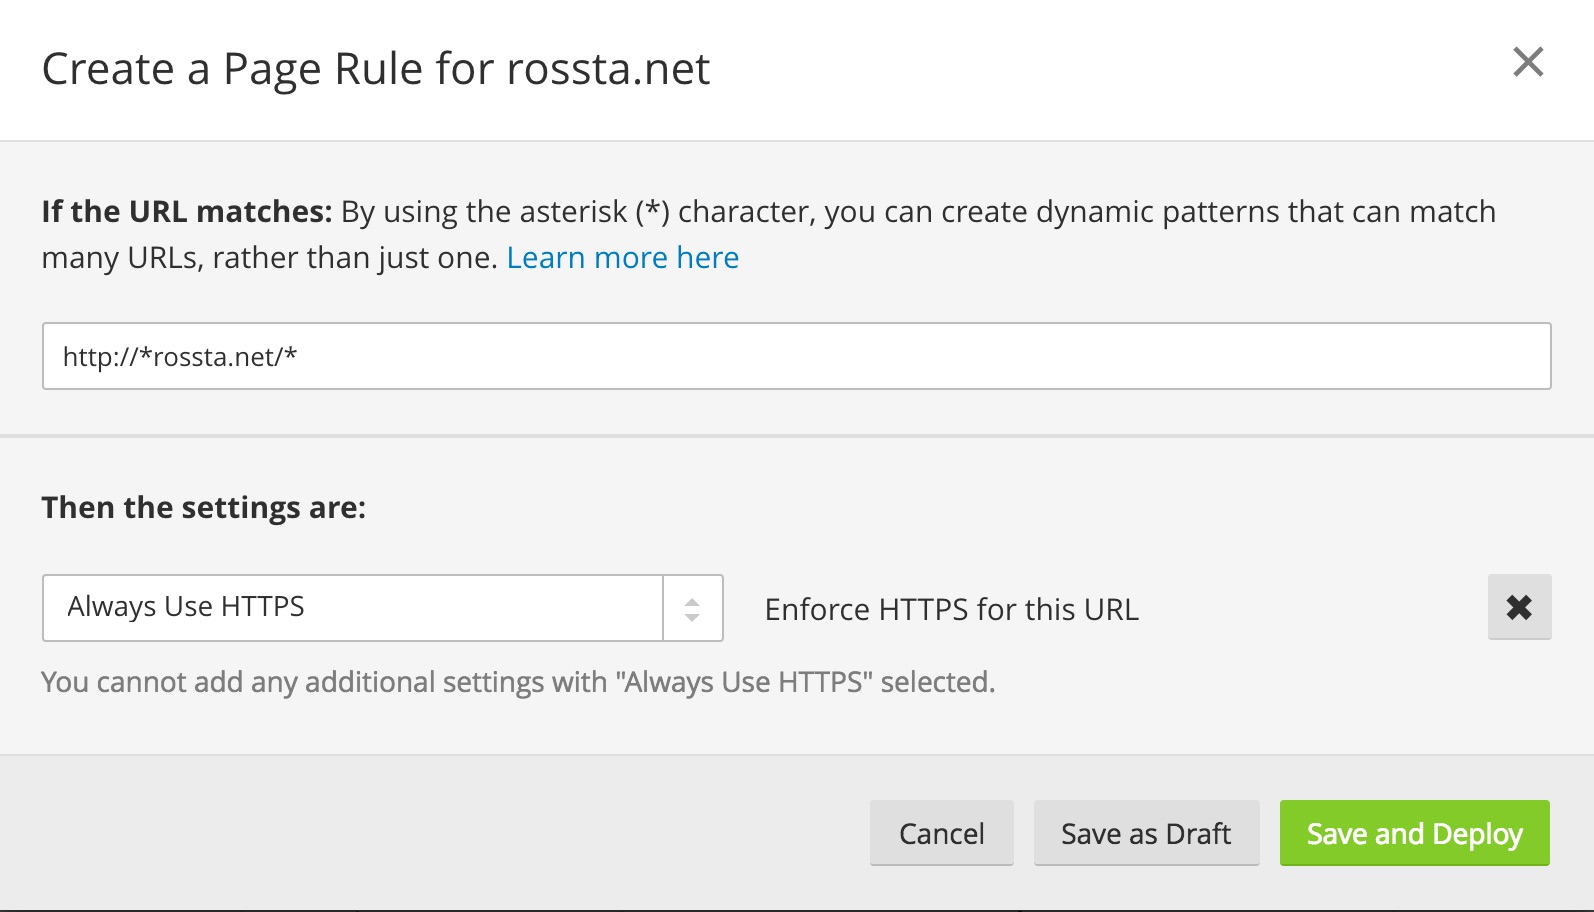 Create a Page Rule for rossta.net
If the URL matches: By using the asterisk (*) character, you can create dynamic patterns that can match
many URLs, rather than just one. Learn more here
http://*rossta.net/*
Then the settings are:
Always Use HTTPS
Enforce HTTPS for this URL
You cannot add any additional settings with "Always Use HTTPS" selected.
Cancel
Save as Draft
Save and Deploy